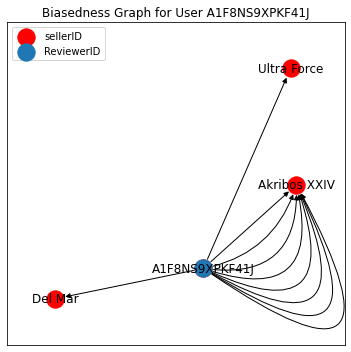 Biasedness Graph for User A1F8NS9XPKF41J
sellerID
ReviewerID
Ultra Force
Akribos XXIV
A1F8NS9XPKF41J
Del Mar